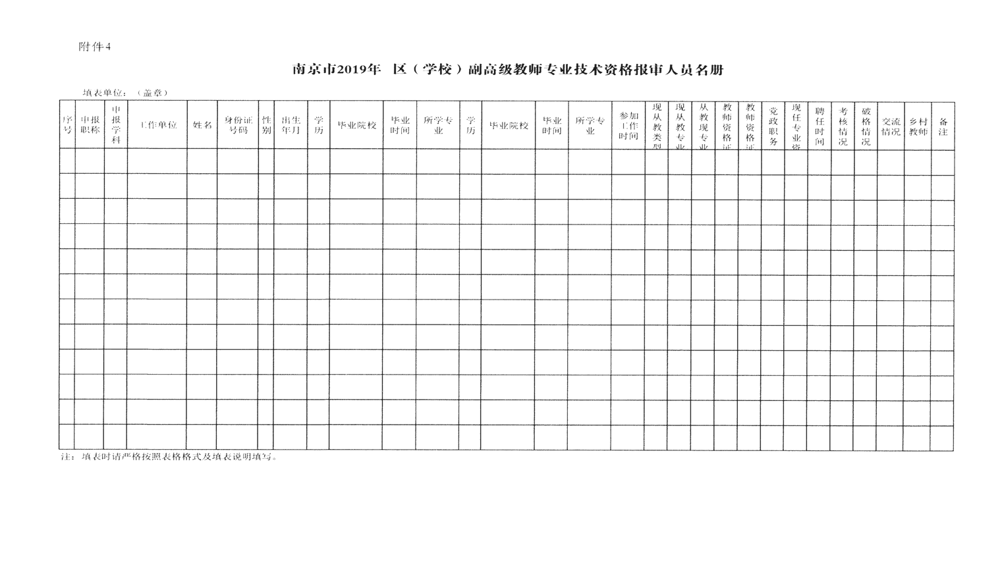 附件4
南京市2019年 区（学校）副高级教师专业技术资格报审人员名册
填表单位：（盖章）
序号 申报职称 申报学科 工作单位 姓名 身份证号码 性别 出生年月 学历 毕业院校 毕业时间 所学专业 学历 毕业院校 毕业时间 所学专业 参加工作时间 现从教类型 现从教专业 从教现专业 教师资格证 教师资格证 党政职务 现任专业资 聘任时间 考核情况 破格情况 交流情况 乡村教师 备注
注：填表时请严格按照表格格式及填表说明填写。